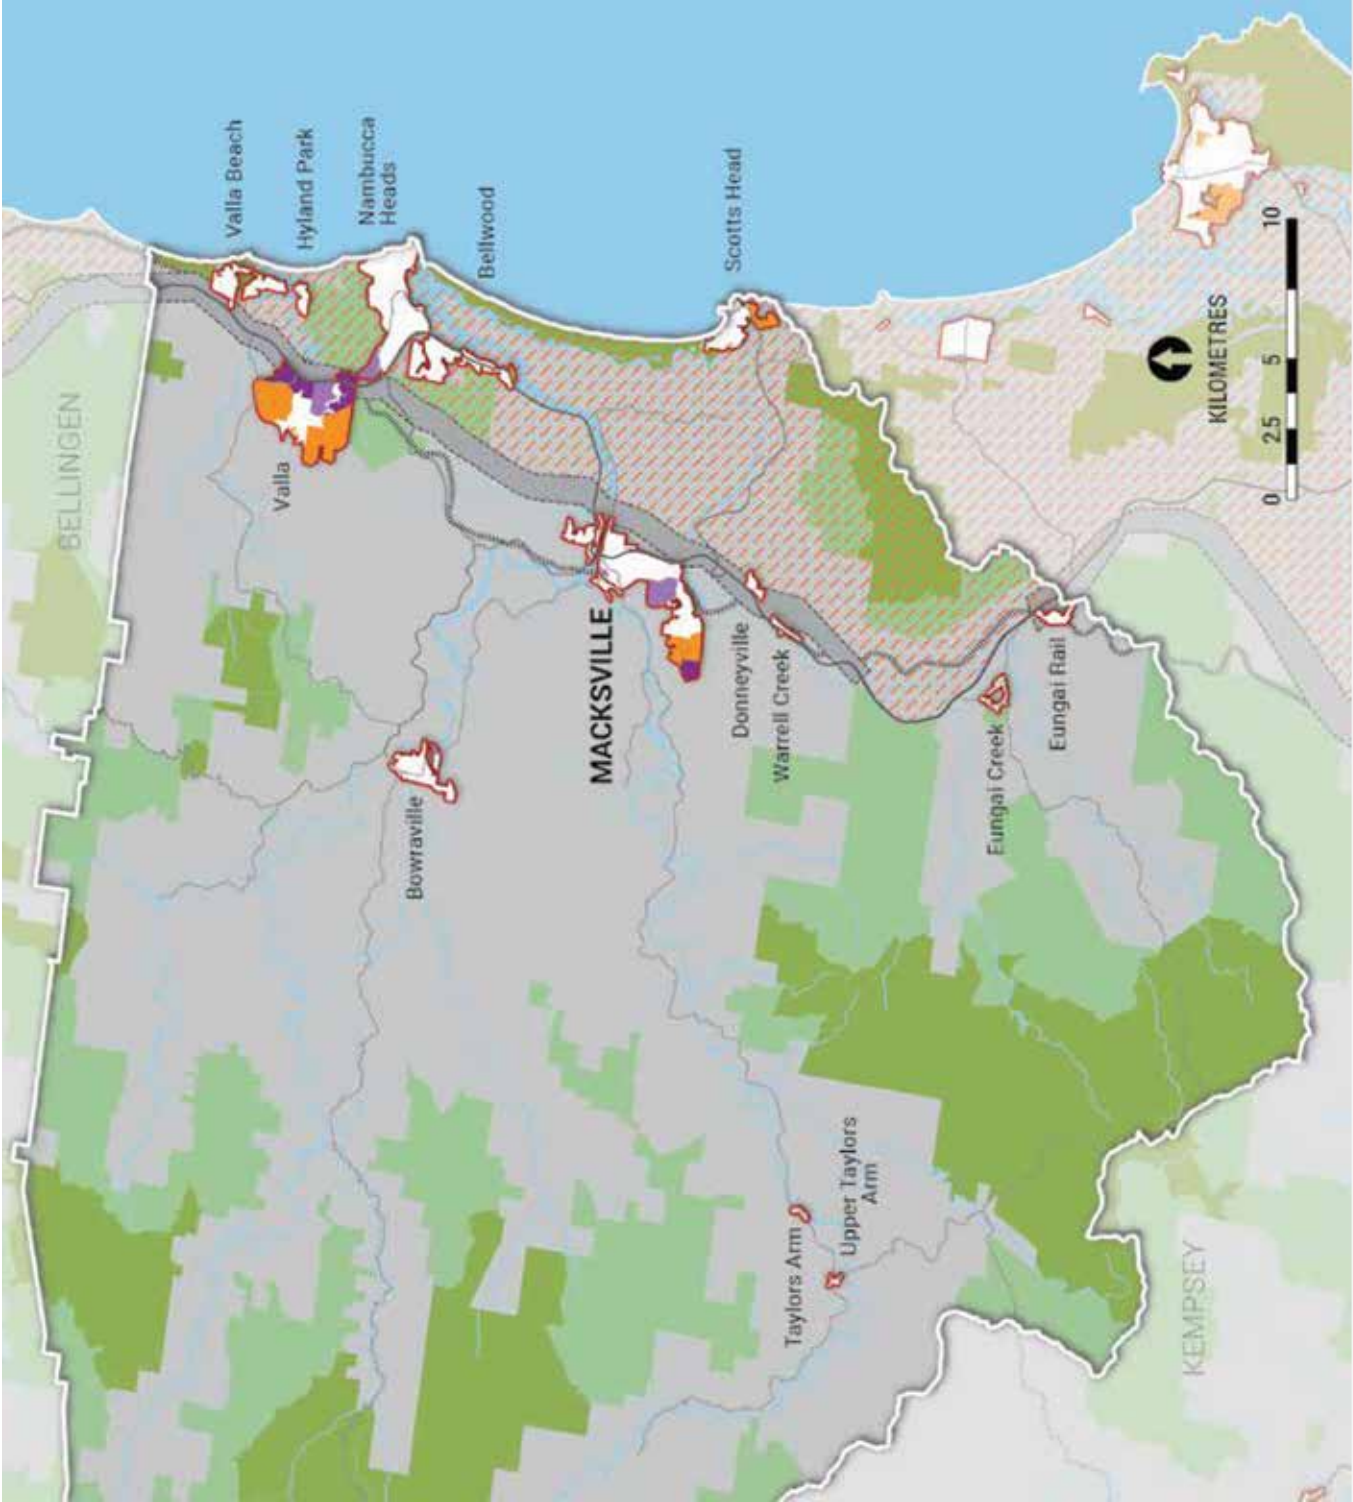 BELLINGEN
Valla Beach
Hyland Park
Nambucca
Heads
Bellwood
Scotts Head
Valla
MACKSVILLE
Bowraville
Donneyville
Warrell Creek
Eungai Creek
Eungai Rail
Taylors Arm
Upper Taylors
Arm
KEMPSEY
KILOMETRES
0 2.5 5 10